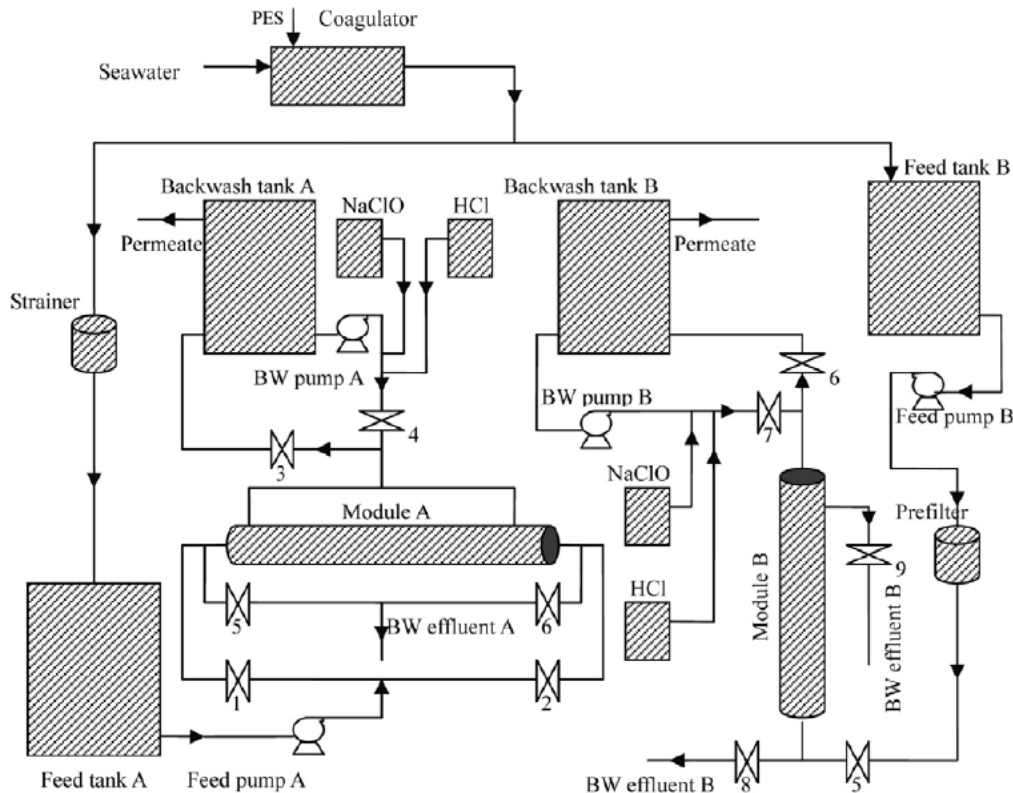 PES
Coagulator
Seawater
Feed tank B
Backwash tank A
NaClO
HCl
Backwash tank B
Permeate
Permeate
Strainer
BW pump A
4
3
BW pump B
6
7
Feed pump B
NaClO
Prefilter
Module A
HCl
Module B
9
BW effluent B
5
BW effluent A
6
1
2
Feed tank A
Feed pump A
BW effluent B
8
5